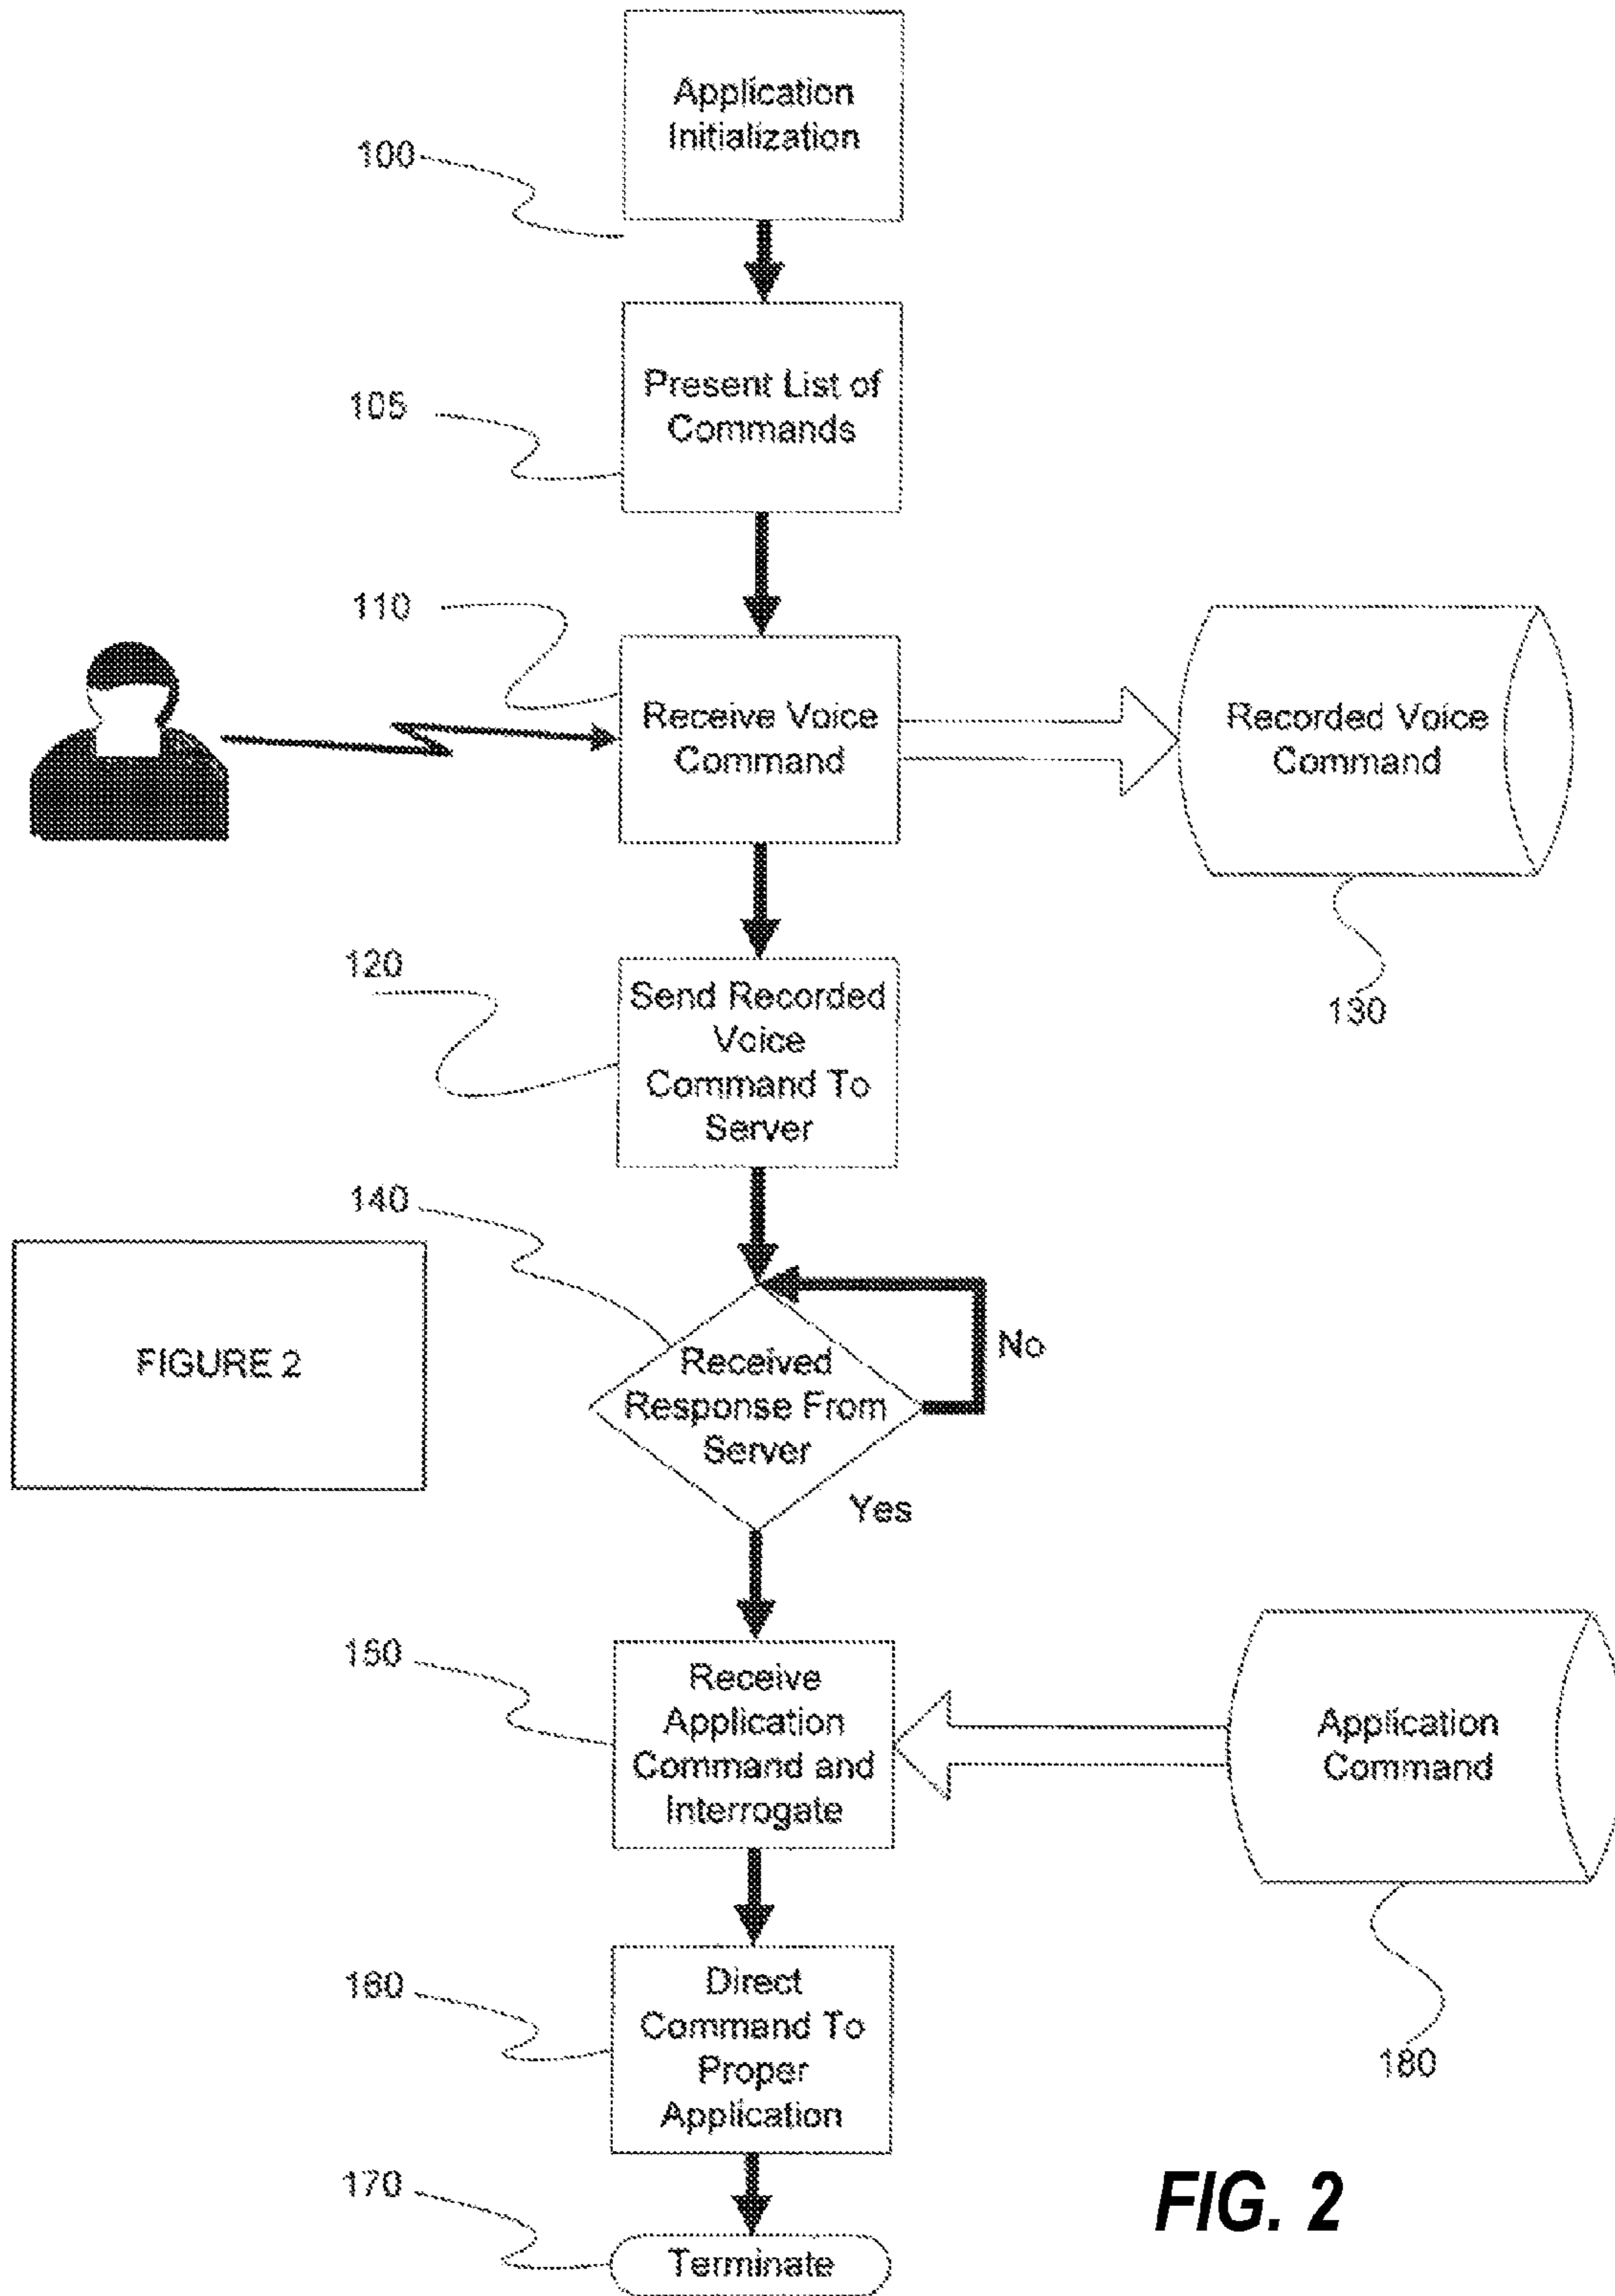 Application
Initialization
100
Present List of
Commands
105
110
Receive Voice
Command
Recorded Voice
Command
130
120
Send Recorded
Voice
Command To
Server
140
FIGURE 2
Received
Response From
Server
No
Yes
150
Receive
Application
Command and
Interrogate
Application
Command
180
160
Direct
Command To
Proper
Application
170
Terminate
FIG. 2